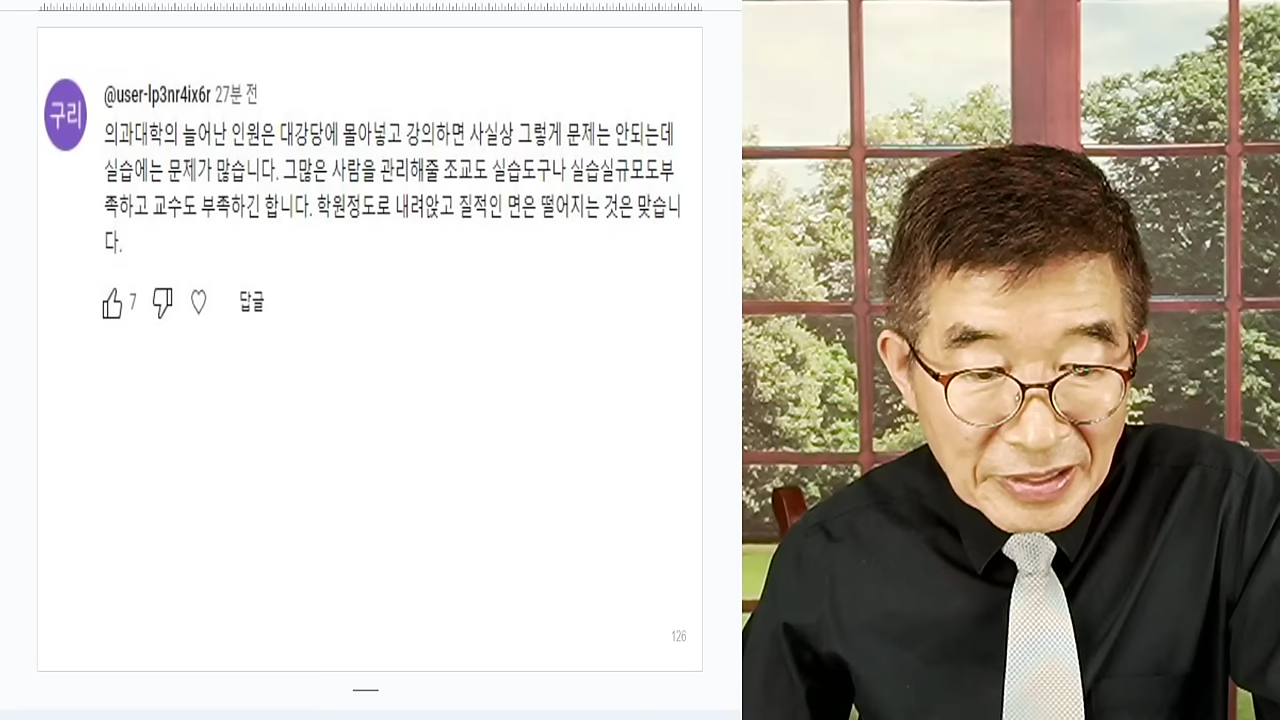 구리
@user-lp3nr4ix6r 27분 전
의과대학의 늘어난 인원은 대강당에 몰아넣고 강의하면 사실상 그렇게 문제는 안되는데
실습에는 문제가 많습니다. 그많은 사람을 관리해줄 조교도 실습도구나 실습실규모도부
족하고 교수도 부족하긴 합니다. 학원정도로 내려앉고 질적인 면은 떨어지는 것은 맞습니
다.
7 답글
126